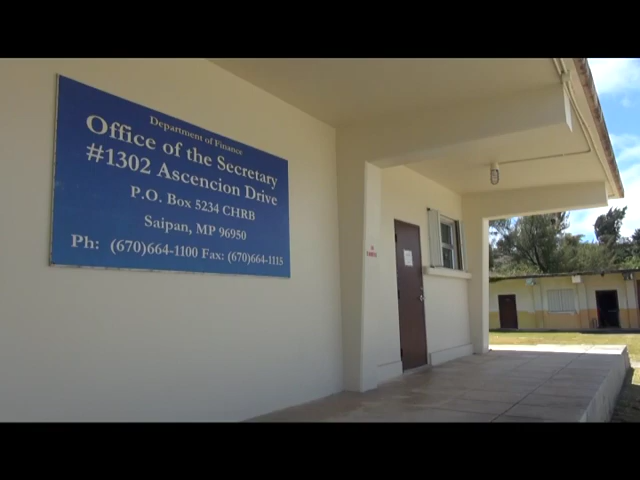 Department of Finance
Office of the Secretary
#1302 Ascencion Drive
P.O. Box 5234 CHRB
Saipan, MP 96950
Ph: (670)664-1100 Fax: (670)664-1115